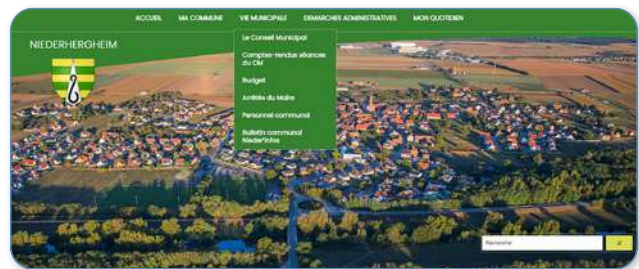 ACCUEIL MA COMMUNE VIE MUNICIPALE DEMARCHES ADMINISTRATIVES MON QUOTIDIEN
NIEDERHERGHEIM
Le Conseil Municipal
Comptes-rendus séances
du CM
Budget
Arrêtés du Maire
Personnel communal
Bulletin communal
Nieder'Infos
Rechercher